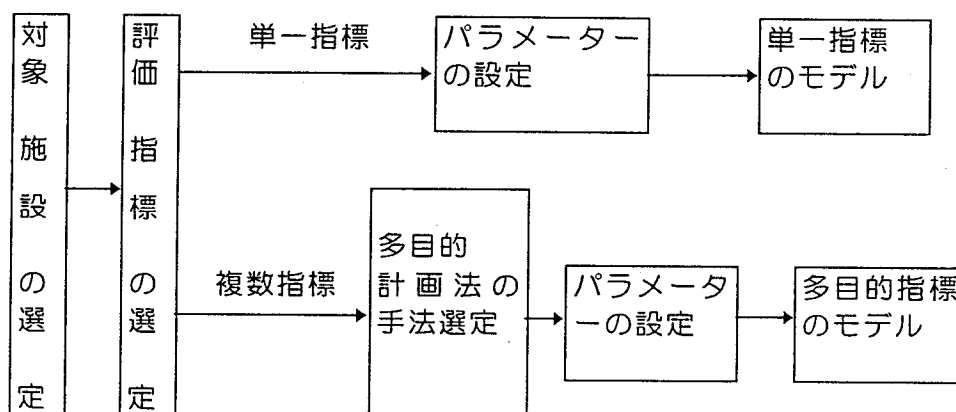 対象施設の選定
評価指標の選定
単一指標
パラメーター
の設定
単一指標
のモデル
複数指標
多目的
計画法の
手法選定
パラメータ
ーの設定
多目的指標
のモデル